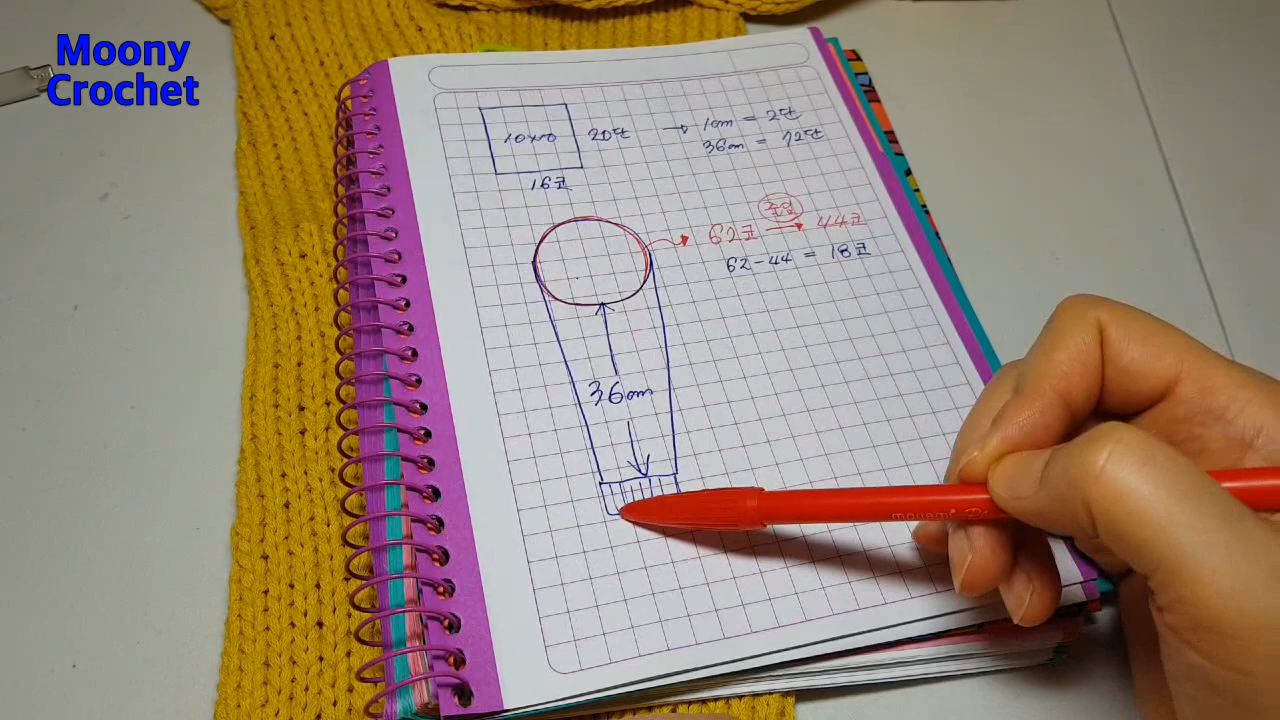 Moony
Crochet
10x10
20단
→ 1cm = 2단
36cm = 72단
16코
줄임
62코 → 44코
62-44 = 18코
36cm
monami